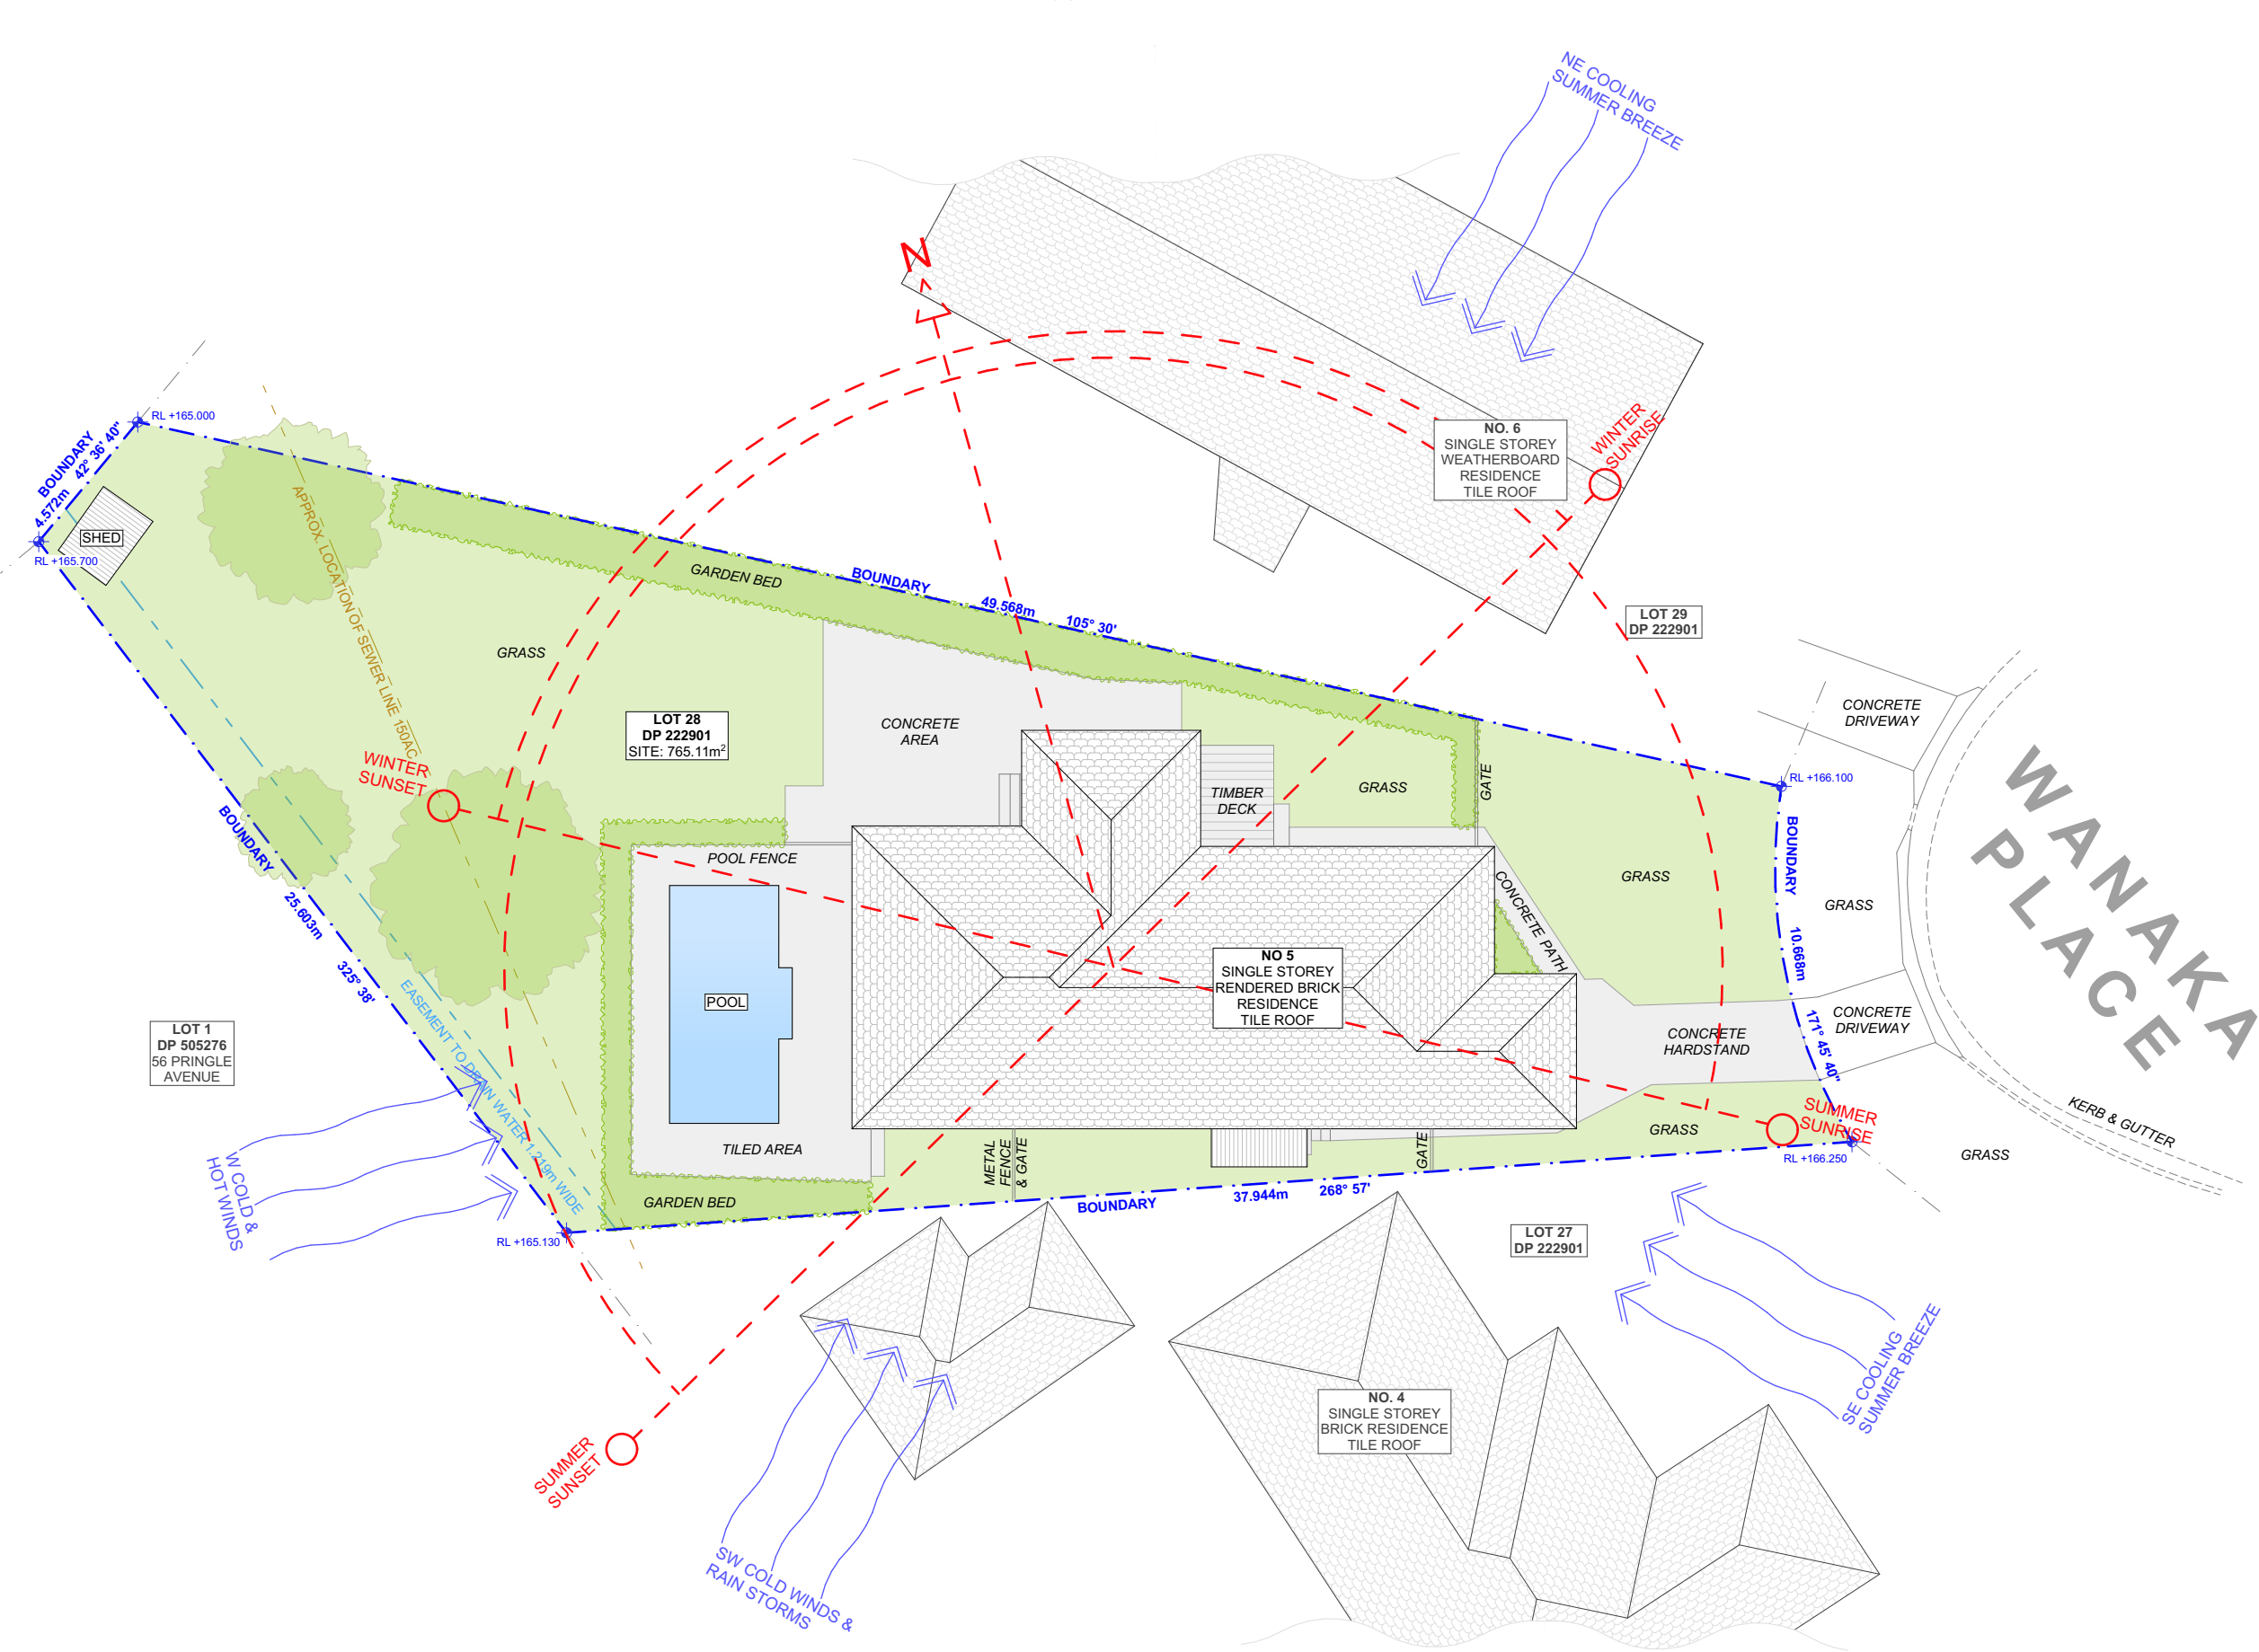 NE COOLING
SUMMER BREEZE
N
WINTER
SUNRISE
NO. 6
SINGLE STOREY
WEATHERBOARD
RESIDENCE
TILE ROOF
RL +165.000
BOUNDARY
4.572m 42° 36' 40"
SHED
RL +165.700
APPROX. LOCATION OF SEWER LINE 150AC
GARDEN BED
BOUNDARY 49.568m 105° 30'
LOT 29
DP 222901
GRASS
LOT 28
DP 222901
SITE: 765.11m²
CONCRETE
AREA
CONCRETE
DRIVEWAY
WANAKA
PLACE
WINTER
SUNSET
TIMBER
DECK
GRASS
GATE
RL +166.100
BOUNDARY 10.668m 171° 45' 40"
BOUNDARY 25.603m 325° 38'
POOL FENCE
CONCRETE PATH
GRASS
GRASS
POOL
NO 5
SINGLE STOREY
RENDERED BRICK
RESIDENCE
TILE ROOF
EASEMENT TO DRAIN WATER 1.219m WIDE
CONCRETE
HARDSTAND
CONCRETE
DRIVEWAY
LOT 1
DP 505276
56 PRINGLE
AVENUE
SUMMER
SUNRISE
KERB & GUTTER
TILED AREA
METAL
FENCE
& GATE
GATE
GRASS
GRASS
RL +166.250
W COLD &
HOT WINDS
GARDEN BED
BOUNDARY 37.944m 268° 57'
RL +165.130
LOT 27
DP 222901
SE COOLING
SUMMER BREEZE
NO. 4
SINGLE STOREY
BRICK RESIDENCE
TILE ROOF
SUMMER
SUNSET
SW COLD WINDS &
RAIN STORMS